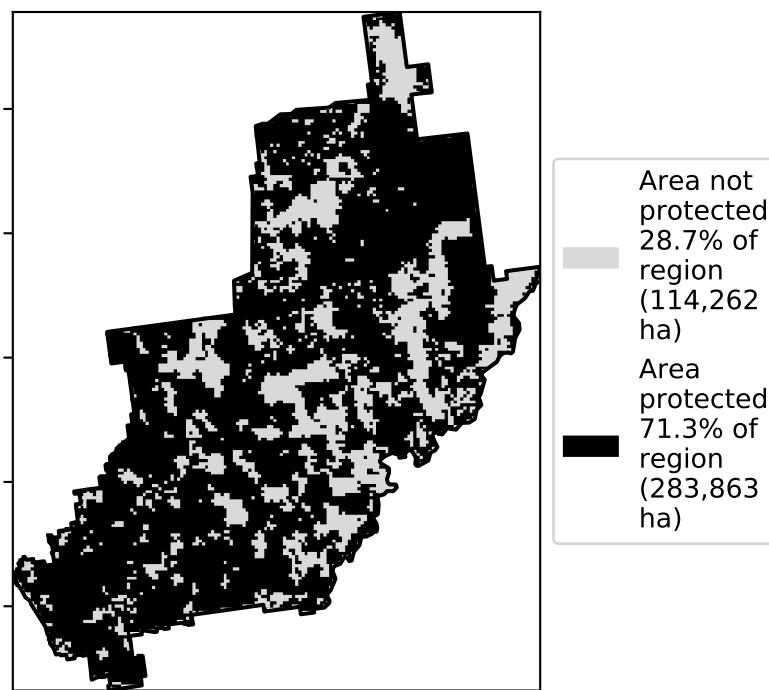 Area not
protected
28.7% of
region
(114,262
ha)
Area
protected
71.3% of
region
(283,863
ha)